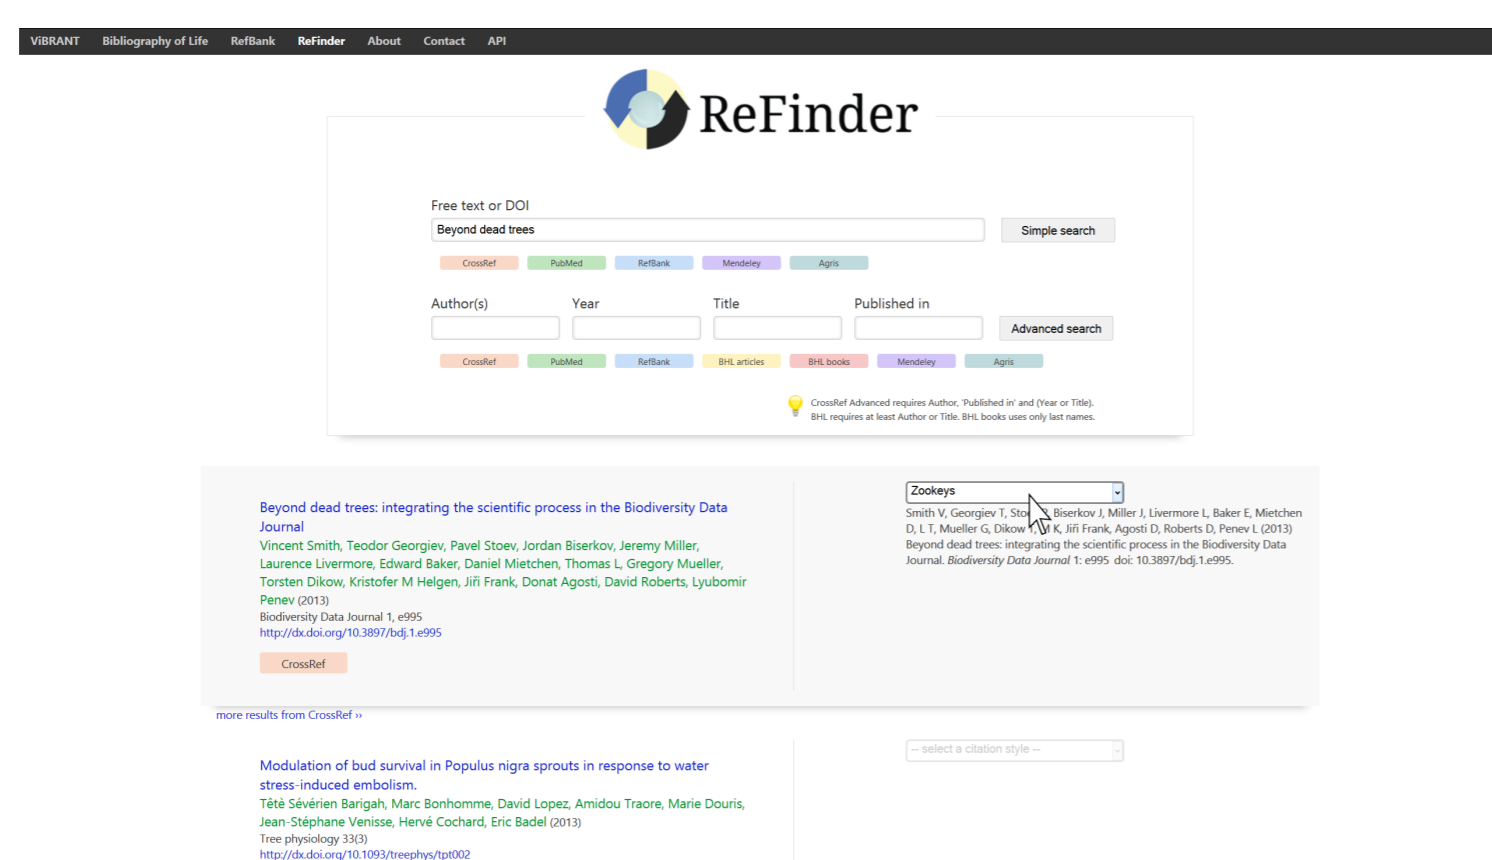 ViBRANT Bibliography of Life RefBank ReFinder About Contact API
ReFinder
Free text or DOI
Beyond dead trees Simple search
CrossRef PubMed RefBank Mendeley Agris
Author(s) Year Title Published in
Advanced search
CrossRef PubMed RefBank BHL articles BHL books Mendeley Agris
CrossRef Advanced requires Author, 'Published in' and (Year or Title).
BHL requires at least Author or Title. BHL books uses only last names.
Beyond dead trees: integrating the scientific process in the Biodiversity Data
Journal
Vincent Smith, Teodor Georgiev, Pavel Stoev, Jordan Biserkov, Jeremy Miller,
Laurence Livermore, Edward Baker, Daniel Mietchen, Thomas L, Gregory Mueller,
Torsten Dikow, Kristofer M Helgen, Jiří Frank, Donat Agosti, David Roberts, Lyubomir
Penev (2013)
Biodiversity Data Journal 1, e995
http://dx.doi.org/10.3897/bdj.1.e995
CrossRef
Zookeys
Smith V, Georgiev T, Biserkov J, Miller J, Livermore L, Baker E, Mietchen
D, L T, Mueller G, Dikow K, Jiří Frank, Agosti D, Roberts D, Penev L (2013)
Beyond dead trees: integrating the scientific process in the Biodiversity Data
Journal. Biodiversity Data Journal 1: e995 doi: 10.3897/bdj.1.e995.
more results from CrossRef ››
Modulation of bud survival in Populus nigra sprouts in response to water
stress-induced embolism.
Têtè Sévérien Barigah, Marc Bonhomme, David Lopez, Amidou Traore, Marie Douris,
Jean-Stéphane Venisse, Hervé Cochard, Eric Badel (2013)
Tree physiology 33(3)
http://dx.doi.org/10.1093/treephys/tpt002
-- select a citation style --